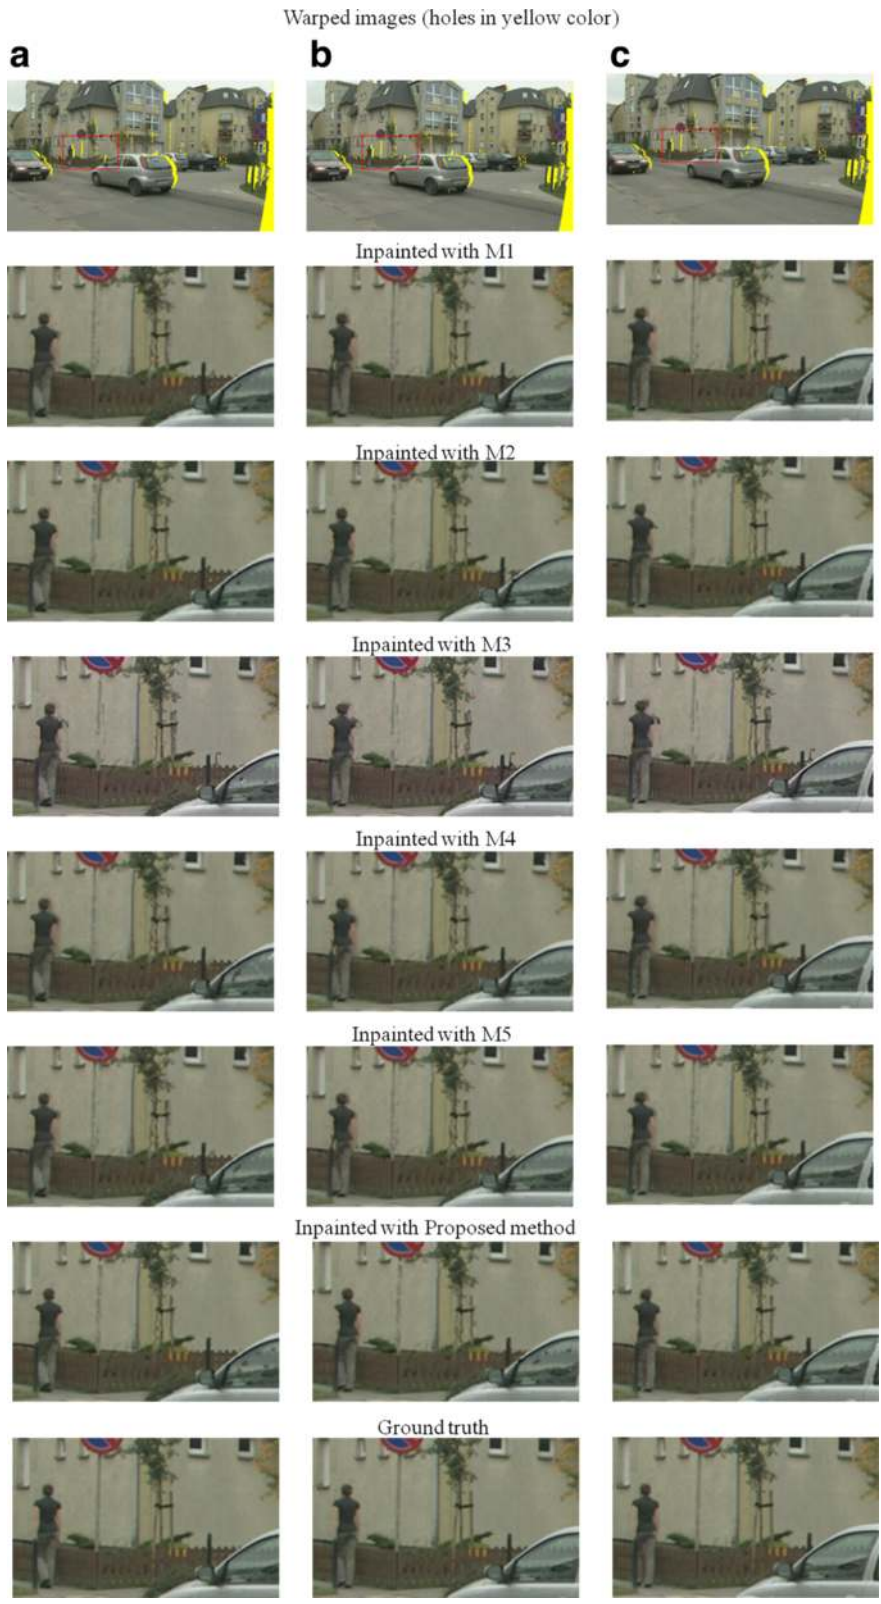 Warped images (holes in yellow color)
a b c
Inpainted with M1
Inpainted with M2
Inpainted with M3
Inpainted with M4
Inpainted with M5
Inpainted with Proposed method
Ground truth